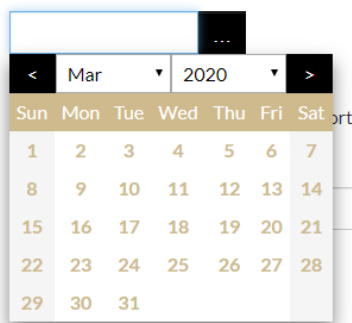 ...
< Mar 2020 >
Sun Mon Tue Wed Thu Fri Sat
ort
1 2 3 4 5 6 7
8 9 10 11 12 13 14
15 16 17 18 19 20 21
22 23 24 25 26 27 28
29 30 31